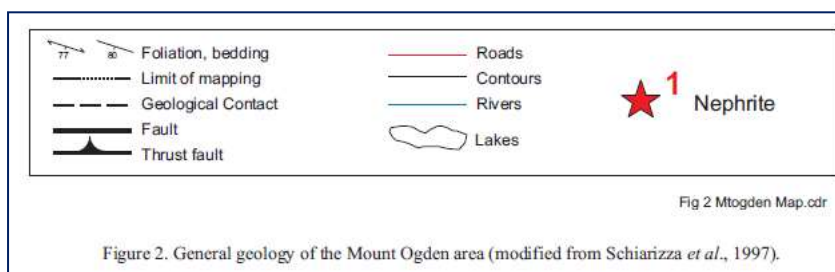 77 80 Foliation, bedding
Limit of mapping
Geological Contact
Fault
Thrust fault
Roads
Contours
Rivers
Lakes
1
Nephrite
Fig 2 Mtogden Map.cdr
Figure 2. General geology of the Mount Ogden area (modified from Schiarizza et al., 1997).